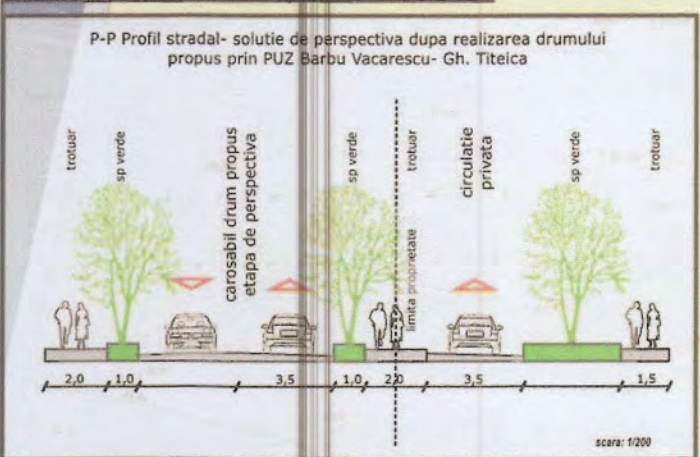 P-P Profil stradal- solutie de perspectiva dupa realizarea drumului
propus prin PUZ Barbu Vacarescu- Gh. Titeica
trotuar
sp verde
carosabil drum propus
etapa de perspectiva
sp verde
trotuar
circulatie
privata
sp verde
trotuar
limita proprietate
2,0 1,0 3,5 1,0 2,0 3,5 1,5
scara: 1/200